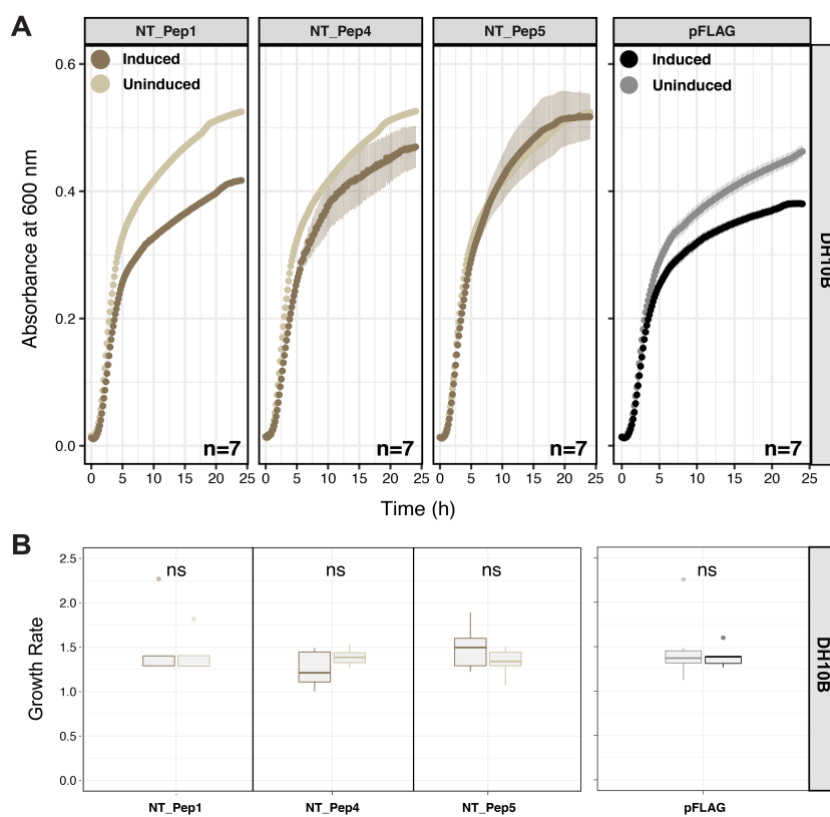 A
NT_Pep1 NT_Pep4 NT_Pep5 pFLAG
Induced
Uninduced
Induced
Uninduced
Absorbance at 600 nm
0.6
0.4
0.2
0.0
n=7 n=7 n=7 n=7
DH10B
0 5 10 15 20 25 0 5 10 15 20 25 0 5 10 15 20 25 0 5 10 15 20 25
Time (h)
B
Growth Rate
2.5
2.0
1.5
1.0
0.5
0.0
ns ns ns ns
DH10B
NT_Pep1 NT_Pep4 NT_Pep5 pFLAG